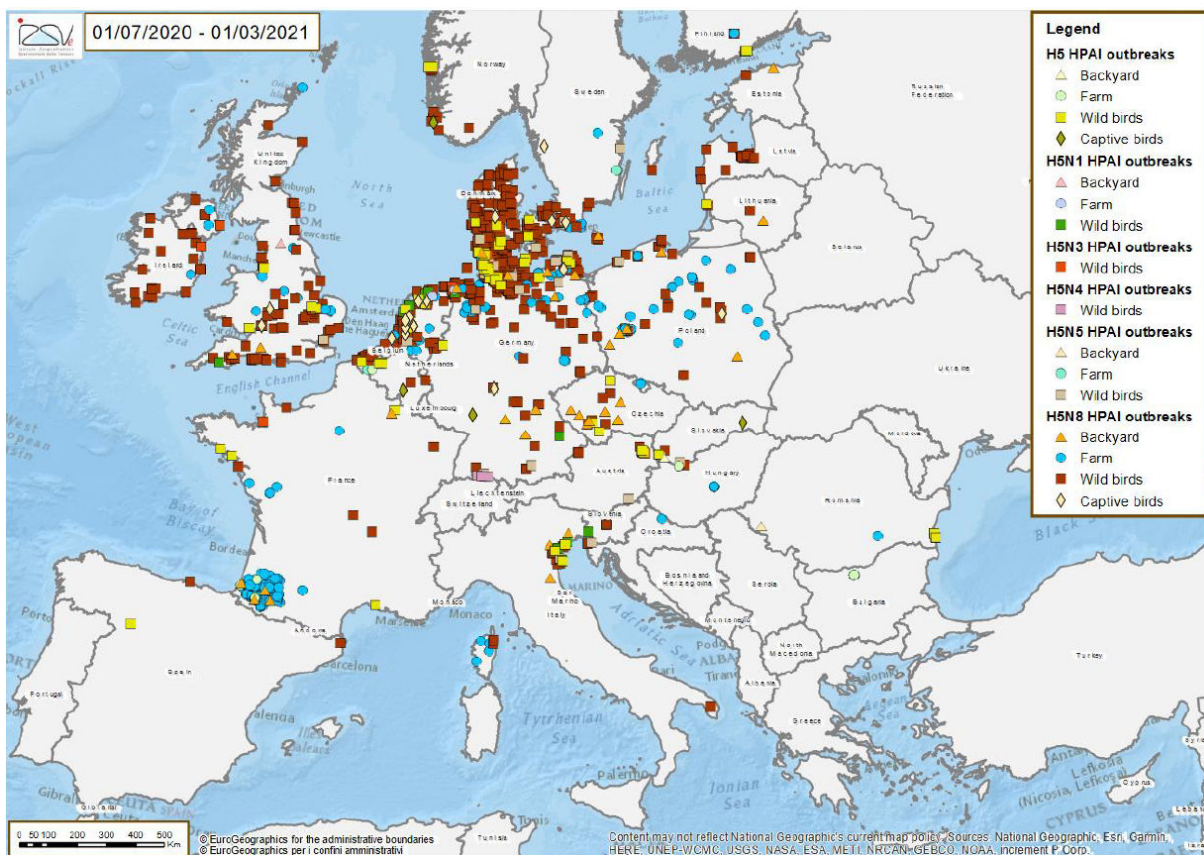 01/07/2020 - 01/03/2021
Legend
H5 HPAI outbreaks
Backyard
Farm
Wild birds
Captive birds
H5N1 HPAI outbreaks
Backyard
Farm
Wild birds
H5N3 HPAI outbreaks
Wild birds
H5N4 HPAI outbreaks
Wild birds
H5N5 HPAI outbreaks
Backyard
Farm
Wild birds
H5N8 HPAI outbreaks
Backyard
Farm
Wild birds
Captive birds
Finland
Norway
Sweden
Estonia
Russian
Federation
United
Kingdom
North
Sea
Baltic
Sea
Latvia
Lithuania
Ireland
Celtic
Sea
English Channel
Belgium
Netherlands
Germany
Poland
Ukraine
Czechia
Slovakia
Austria
Hungary
Romania
Liechtenstein
Switzerland
Slovenia
Croatia
France
Bay of
Biscay
Monaco
Monaco
Italy
Bosnia and
Herzegovina
Serbia
Bulgaria
Black
North
Macedonia
Albania
Greece
Turkey
Adriatic
Sea
Tyrrhenian
Sea
Ionian
Sea
Aegean
Sea
Palermo
Andorra
Spain
Portugal
Tunisia
Cyprus
CYPRUS
0 50 100 200 300 400 500
Km
© EuroGeographics for the administrative boundaries
© EuroGeographics per i confini amministrativi
Content may not reflect National Geographic's current map policy. Sources: National Geographic, Esri, Garmin,
HERE, UNEP-WCMC, USGS, NASA, ESA, METI, NRCAN, GEBCO, NOAA, increment P Corp.